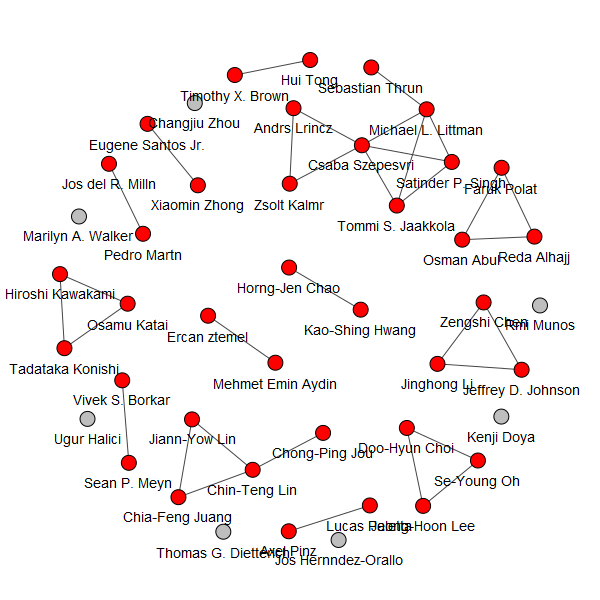 Hui Tong
Sebastian Thrun
Timothy X. Brown
Changjiu Zhou
Andrs Lrincz
Michael L. Littman
Eugene Santos Jr.
Csaba Szepesvri
Satinder P. Singh
Jos del R. Milln
Faruk Polat
Xiaomin Zhong
Zsolt Kalmr
Tommi S. Jaakkola
Marilyn A. Walker
Pedro Martn
Osman Abul
Reda Alhajj
Hiroshi Kawakami
Horng-Jen Chao
Osamu Katai
Ercan ztemel
Kao-Shing Hwang
Zengshi Chen
Rmi Munos
Tadataka Konishi
Mehmet Emin Aydin
Jinghong Li
Jeffrey D. Johnson
Vivek S. Borkar
Ugur Halici
Jiann-Yow Lin
Chong-Ping Jou
Doo-Hyun Choi
Kenji Doya
Sean P. Meyn
Chin-Teng Lin
Se-Young Oh
Chia-Feng Juang
Lucas Paletta
Jeong-Hoon Lee
Thomas G. Dietterich
Axel Pinz
Jos Hernndez-Orallo